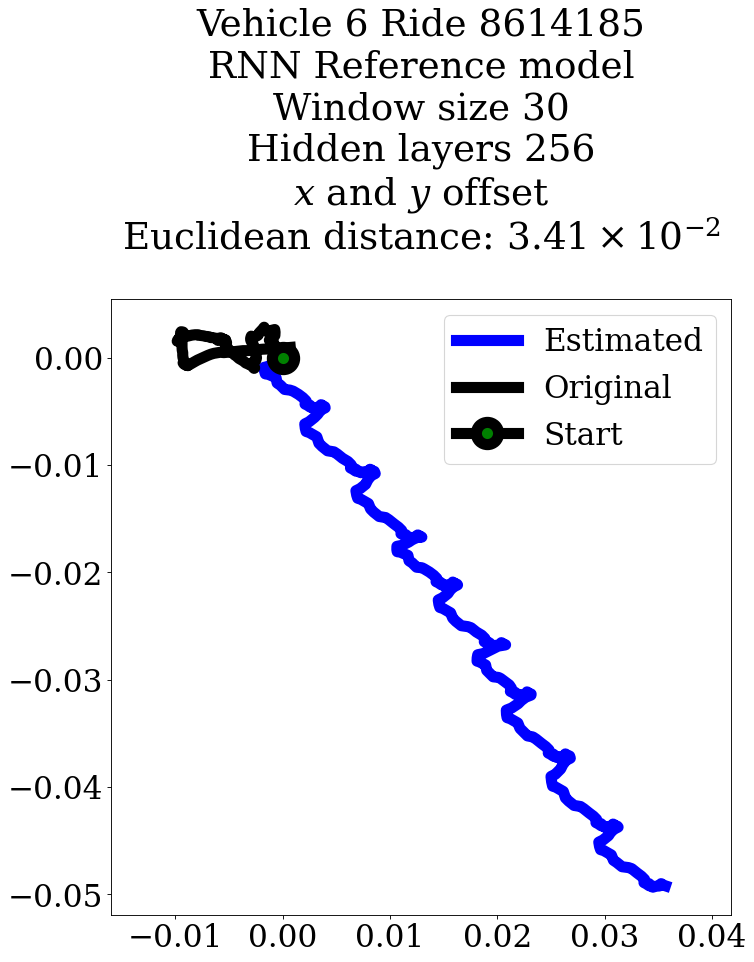 Vehicle 6 Ride 8614185
RNN Reference model
Window size 30
Hidden layers 256
x and y offset
Euclidean distance: 3.41 × 10⁻²
Estimated
Original
Start
0.00
−0.01
−0.02
−0.03
−0.04
−0.05
−0.01 0.00 0.01 0.02 0.03 0.04